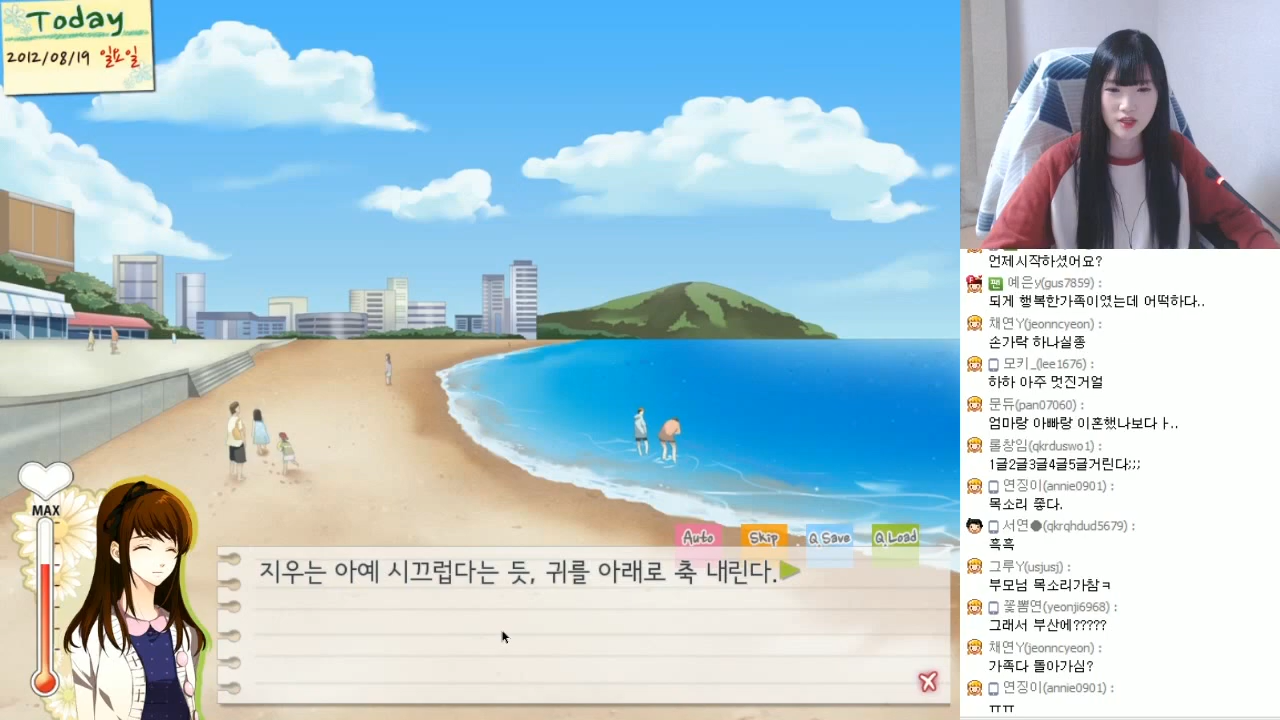 Today
2012/08/19 일요일
MAX
Auto
Skip
Q.Save
Q.Load
지우는 아예 시끄럽다는 듯, 귀를 아래로 축 내린다.
언제시작하셨어요?
예은y(gus7859) :
되게 행복한가족이였는데 어떡하다..
채연Y(jeonncyeon) :
손가락 하나실종
모키_(lee1676) :
하하 아주 멋진거얼
문듀(pan07060) :
엄마랑 아빠랑 이혼했나보다ㅏ..
롤창임(qkrduswo1) :
1글2글3글4글5글거린다;;;
연징이(annie0901) :
목소리 좋다.
서연●(qkrqhdud5679) :
흑흑
그루Y(usjusj) :
부모님 목소리가참ㅋ
꽃뿜연(yeonji6968) :
그래서 부산에?????
채연Y(jeonncyeon) :
가족다 돌아가심?
연징이(annie0901) :
ㅠㅠ